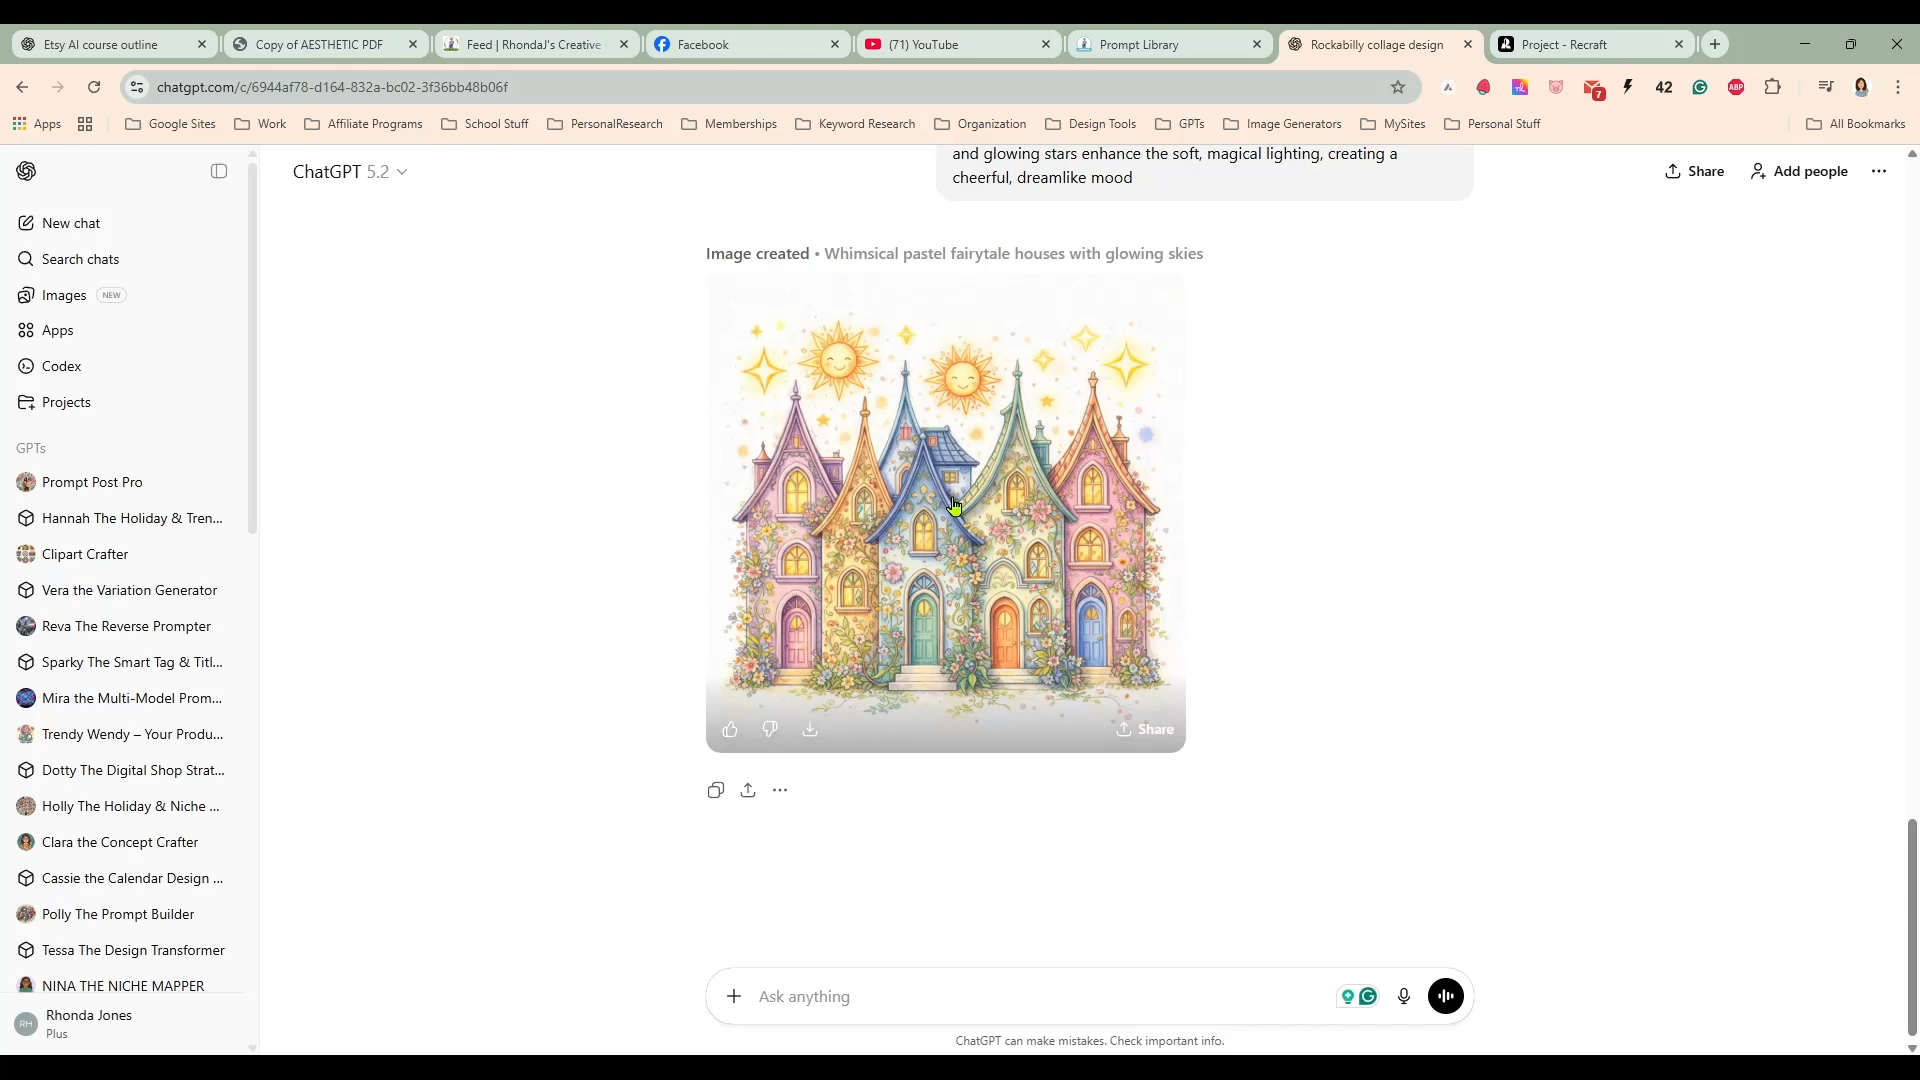 Etsy AI course outline
Copy of AESTHETIC PDF
Feed | RhondaJ's Creative
Facebook
(71) YouTube
Prompt Library
Rockabilly collage design
Project - Recraft
chatgpt.com/c/6944af78-d164-832a-bc02-3f36bb48b06f
7
42
ABP
Apps
Google Sites
Work
Affiliate Programs
School Stuff
PersonalResearch
Memberships
Keyword Research
Organization
Design Tools
GPTs
Image Generators
MySites
Personal Stuff
All Bookmarks
ChatGPT 5.2
Share
Add people
New chat
Search chats
Images NEW
Apps
Codex
Projects
GPTs
Prompt Post Pro
Hannah The Holiday & Tren...
Clipart Crafter
Vera the Variation Generator
Reva The Reverse Prompter
Sparky The Smart Tag & Titl...
Mira the Multi-Model Prom...
Trendy Wendy – Your Produ...
Dotty The Digital Shop Strat...
Holly The Holiday & Niche ...
Clara the Concept Crafter
Cassie the Calendar Design ...
Polly The Prompt Builder
Tessa The Design Transformer
NINA THE NICHE MAPPER
RH
Rhonda Jones
Plus
and glowing stars enhance the soft, magical lighting, creating a
cheerful, dreamlike mood
Image created • Whimsical pastel fairytale houses with glowing skies
Share
Ask anything
ChatGPT can make mistakes. Check important info.